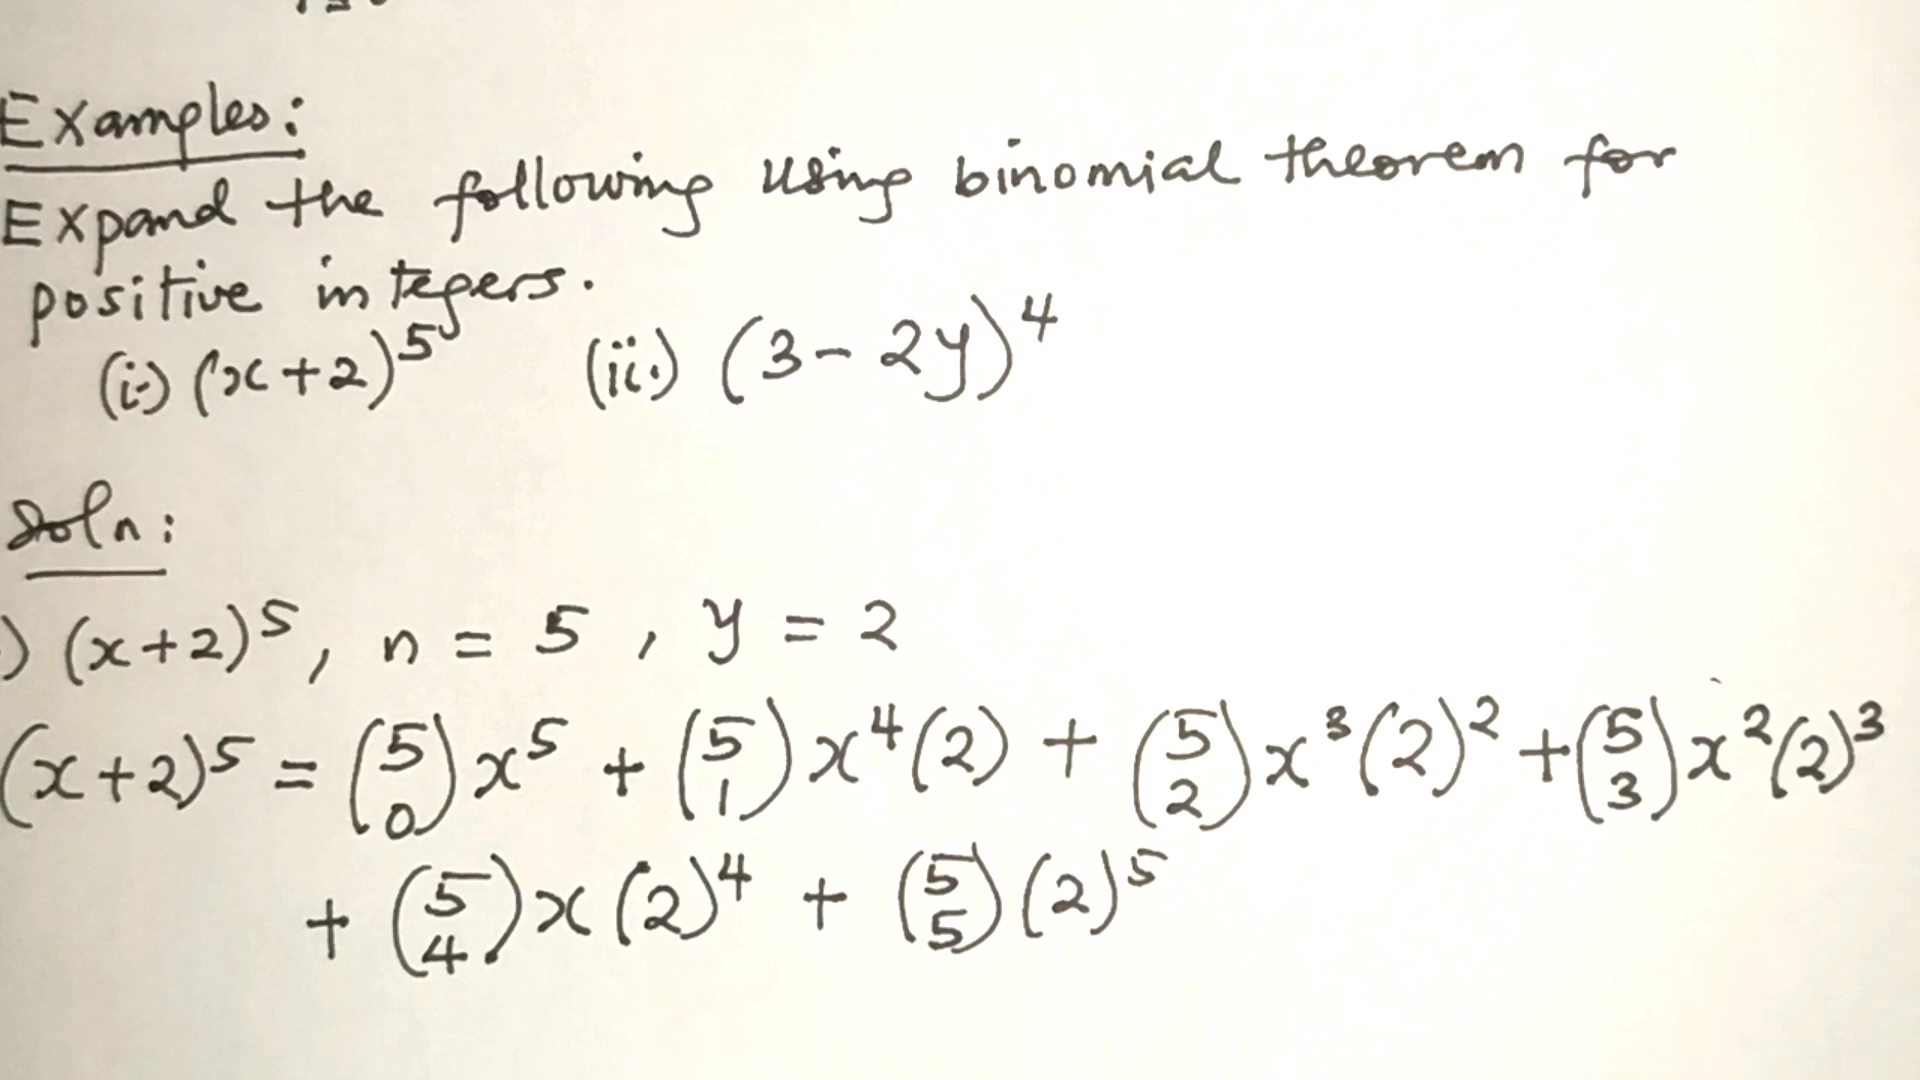 Examples:
Expand the following using binomial theorem for
positive integers.
(i.) (x+2)^5 (ii.) (3-2y)^4
Soln:
) (x+2)^5, n = 5, y = 2
(x+2)^5 = (5 0)x^5 + (5 1)x^4(2) + (5 2)x^3(2)^2 + (5 3)x^2(2)^3
+ (5 4)x(2)^4 + (5 5)(2)^5